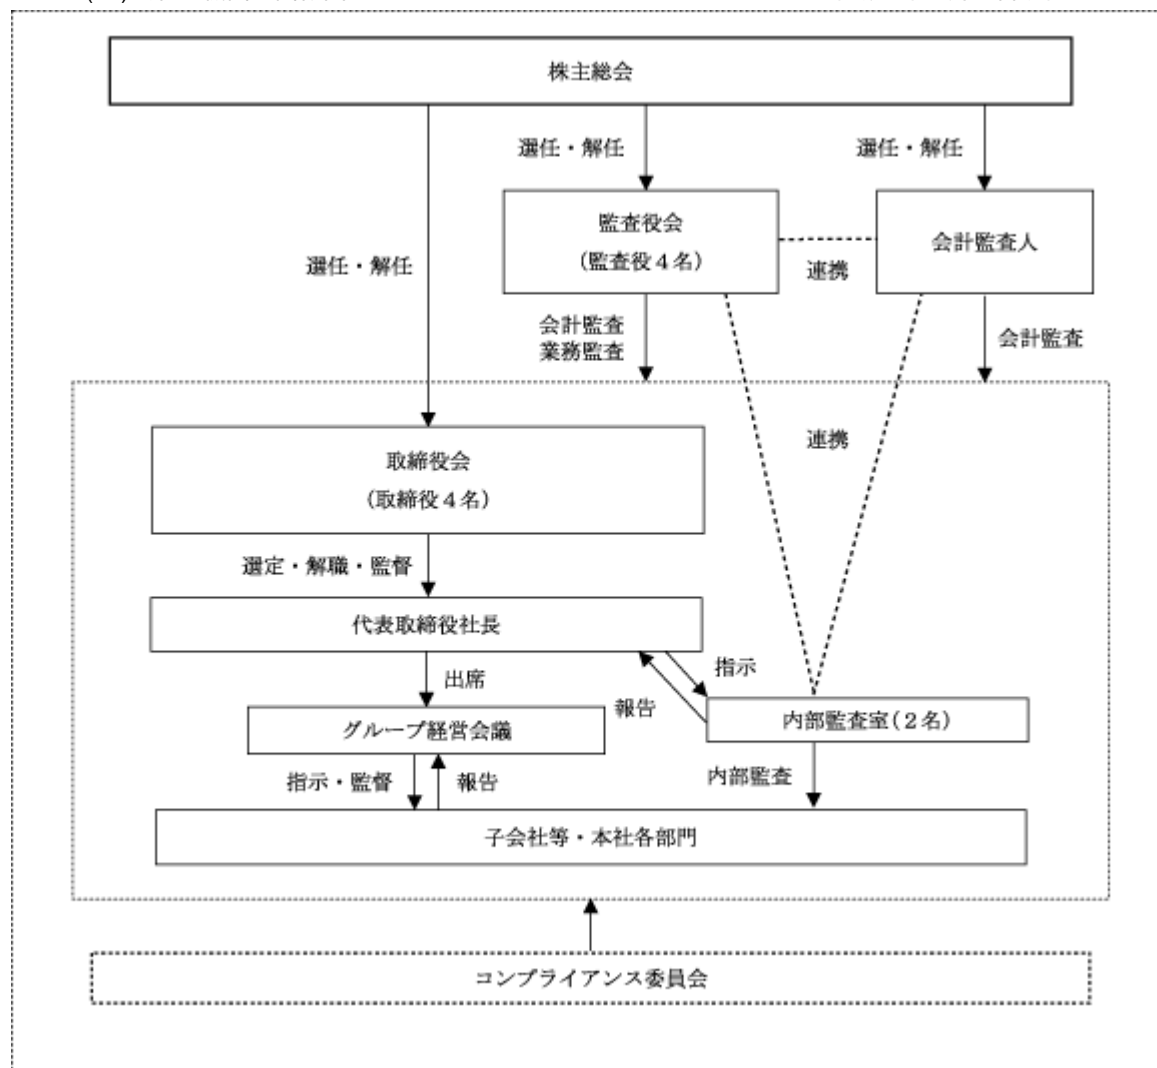 株主総会
選任・解任
選任・解任
監査役会
(監査役４名)
会計監査人
連携
選任・解任
会計監査
業務監査
会計監査
連携
取締役会
(取締役４名)
選定・解職・監督
代表取締役社長
出席
指示
報告
グループ経営会議
内部監査室(２名)
指示・監督
報告
内部監査
子会社等・本社各部門
コンプライアンス委員会